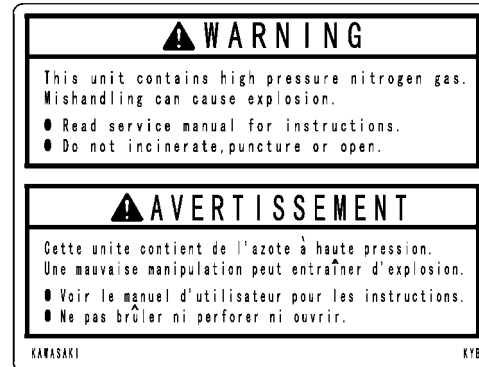 WARNING
This unit contains high pressure nitrogen gas.
Mishandling can cause explosion.
● Read service manual for instructions.
● Do not incinerate,puncture or open.
AVERTISSEMENT
Cette unite contient de l'azote à haute pression.
Une mauvaise manipulation peut entraîner d'explosion.
● Voir le manuel d'utilisateur pour les instructions.
● Ne pas brûler ni perforer ni ouvrir.
KAWASAKI KYB